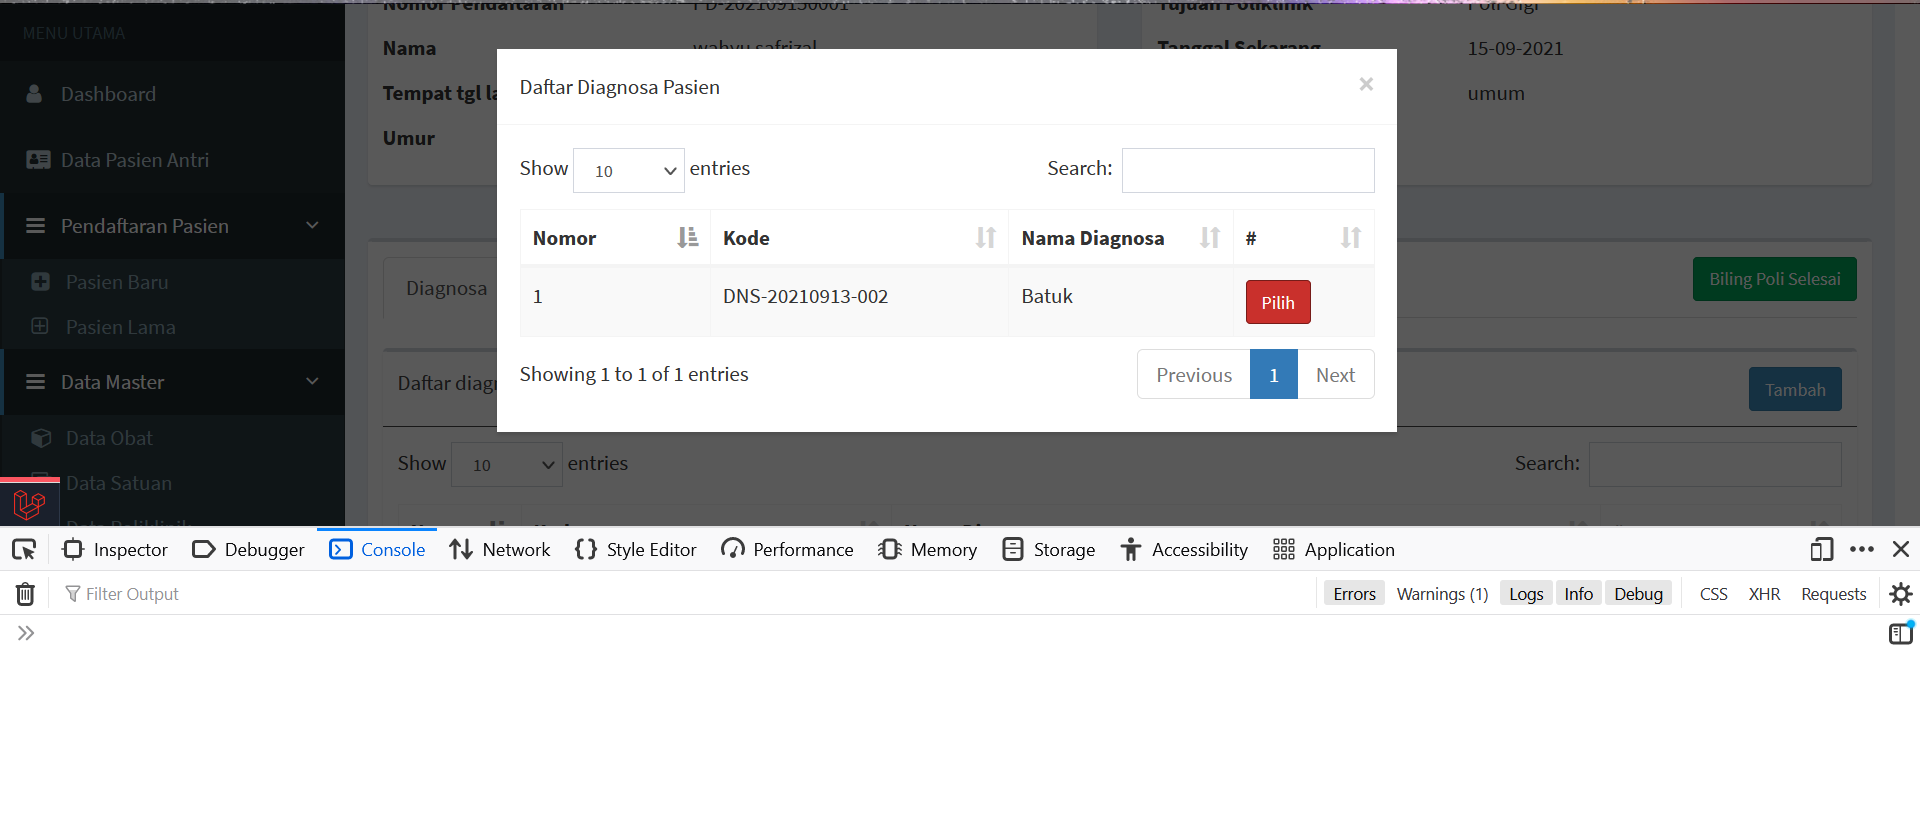 MENU UTAMA
Dashboard
Data Pasien Antri
Pendaftaran Pasien
Pasien Baru
Pasien Lama
Data Master
Data Obat
Data Satuan
Data Poliklinik
Nomor Pendaftaran PD-202109150001
Nama wahyu safrizal
Tempat tgl la
Umur
Tujuan Poliklinik Poli Gigi
Tanggal Sekarang 15-09-2021
umum
Daftar Diagnosa Pasien ×
Show 10 entries Search:
Nomor Kode Nama Diagnosa #
1 DNS-20210913-002 Batuk Pilih
Showing 1 to 1 of 1 entries Previous 1 Next
Diagnosa Biling Poli Selesai
Daftar diagn Tambah
Show 10 entries Search:
Inspector Debugger Console Network Style Editor Performance Memory Storage Accessibility Application
Filter Output Errors Warnings (1) Logs Info Debug CSS XHR Requests